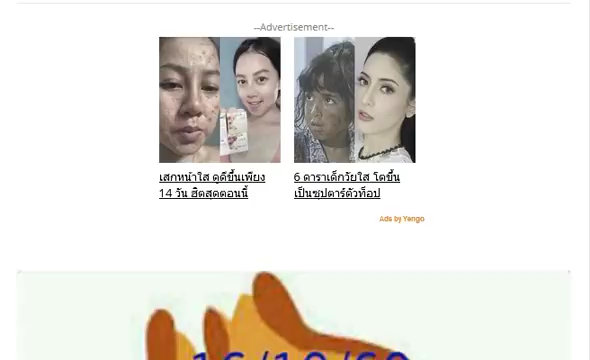 --Advertisement--
เสกหน้าใส ดูดีขึ้นเพียง
14 วัน ฮิตสุดตอนนี้
6 ดาราเด็กวัยใส โตขึ้น
เป็นซุปตาร์ตัวท็อป
Ads by Yengo
16/10/60